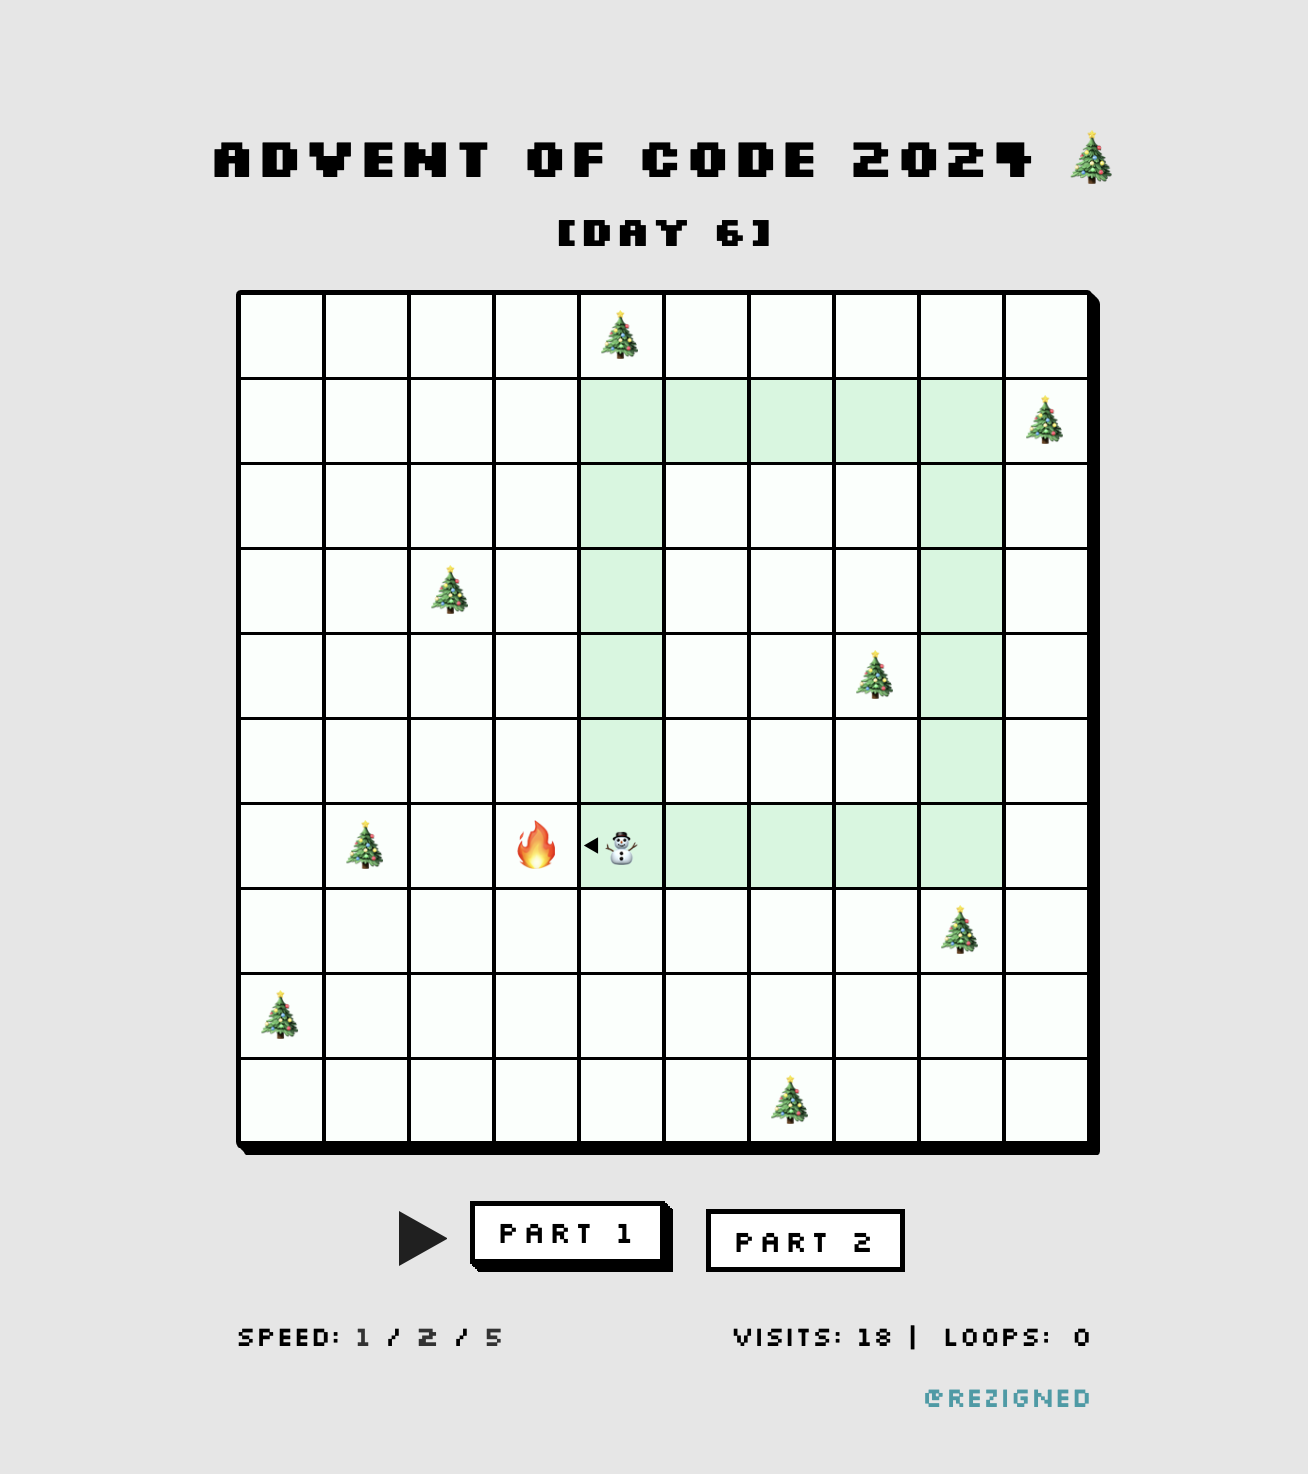 ADVENT OF CODE 2024
[DAY 6]
PART 1
PART 2
SPEED: 1 / 2 / 5
VISITS: 18 | LOOPS: 0
@REZIGNED